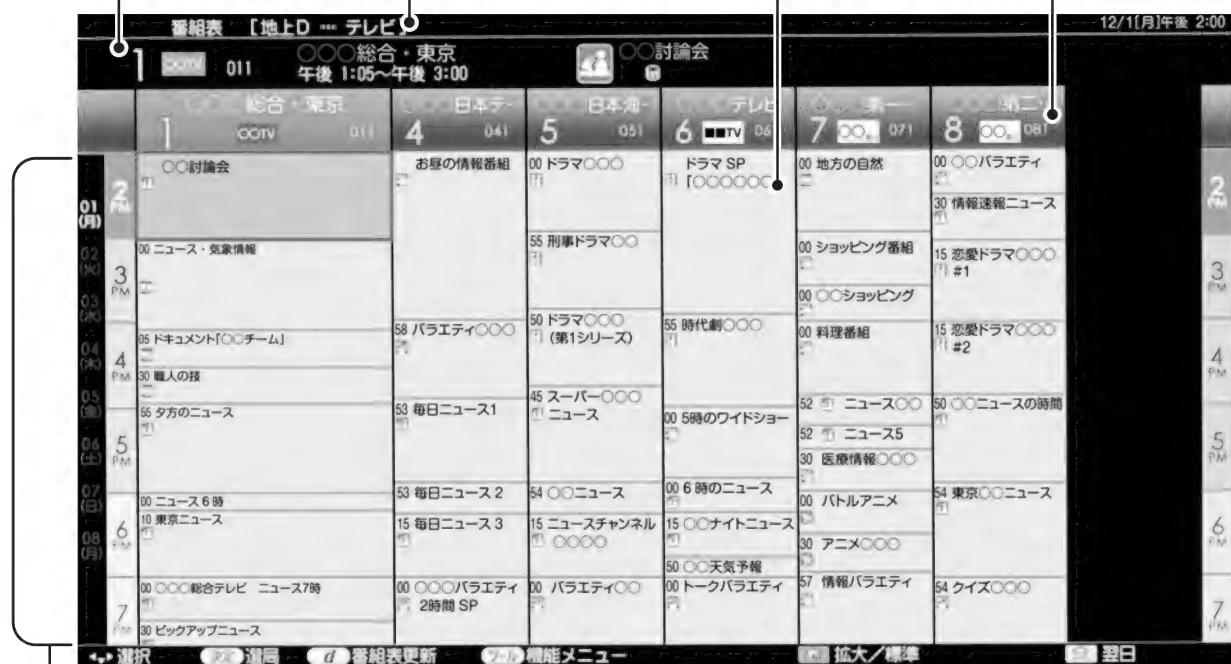 番組表 [地上D --- テレビ]
12/1[月]午後 2:00
1 OOTV 011 ○○○総合・東京 ○○討論会
午後 1:05～午後 3:00
総合・東京
1 OOTV 011
日本テ
4 041
日本海
5 051
テレビ
6 ■■TV 06
7 ○○. 071
第二
8 ○○. 081
01(月)
02(火)
03(水)
04(木)
05(金)
06(土)
07(日)
08(月)
2 PM
3 PM
4 PM
5 PM
6 PM
7 PM
○○討論会
00 ニュース・気象情報
05 ドキュメント「○○チーム」
30 職人の技
55 夕方のニュース
00 ニュース 6 時
10 東京ニュース
00 ○○○総合テレビ ニュース7時
30 ピックアップニュース
お昼の情報番組
58 バラエティ○○○
53 毎日ニュース1
53 毎日ニュース 2
15 毎日ニュース 3
00 ○○○バラエティ
2時間 SP
00 ドラマ○○○
55 刑事ドラマ○○
50 ドラマ○○○
(第1シリーズ)
45 スーパー○○○
ニュース
54 ○○ニュース
15 ニュースチャンネル
○○○○
00 バラエティ○○
ドラマ SP
「○○○○○○
55 時代劇○○○
00 5時のワイドショー
00 6 時のニュース
15 ○○ナイトニュース
50 ○○天気予報
00 トークバラエティ
00 地方の自然
00 ショッピング番組
00 ○○ショッピング
00 料理番組
52 ニュース○○
52 ニュース5
30 医療情報○○○
00 バトルアニメ
30 アニメ○○○
57 情報バラエティ
00 ○○バラエティ
30 情報速報ニュース
15 恋愛ドラマ○○○
#1
15 恋愛ドラマ○○○
#2
50 ○○ニュースの時間
54 東京○○ニュース
54 クイズ○○○
2
3 PM
4 PM
5 PM
6 PM
7 PM
選択 決定 選局 d 番組表更新 ツール 機能メニュー 拡大／標準 翌日